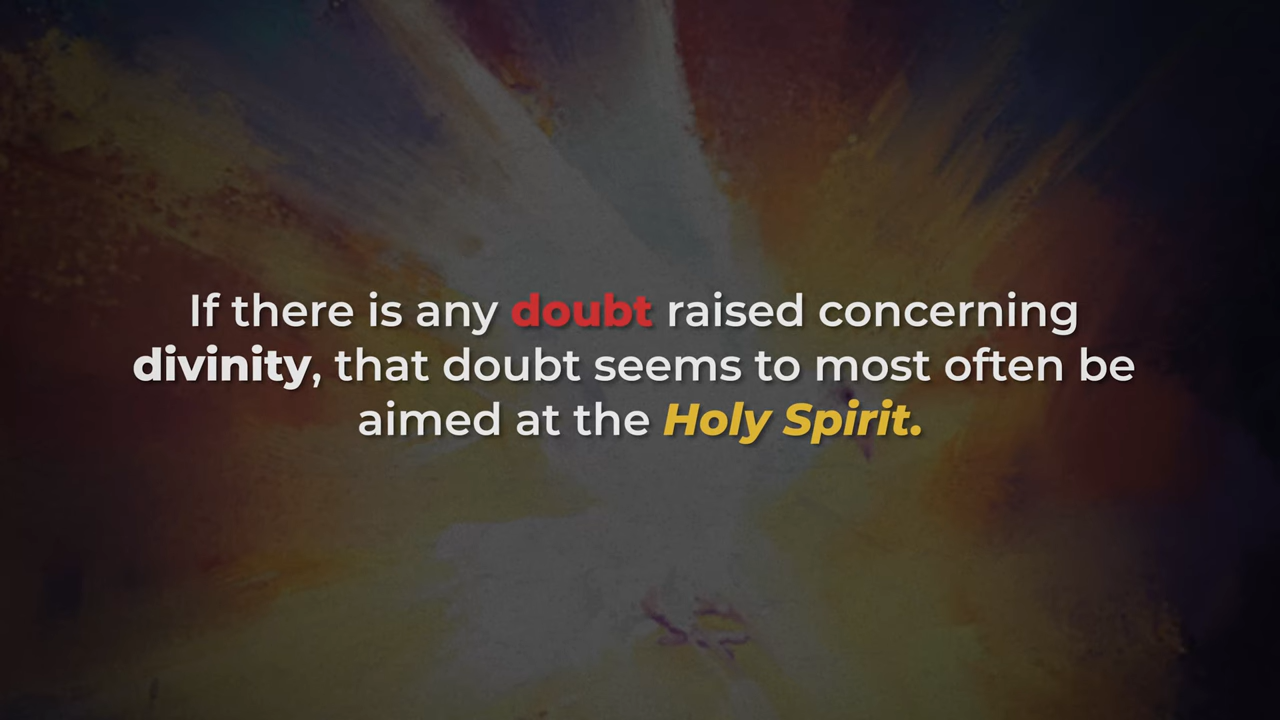 If there is any doubt raised concerning
divinity, that doubt seems to most often be
aimed at the Holy Spirit.